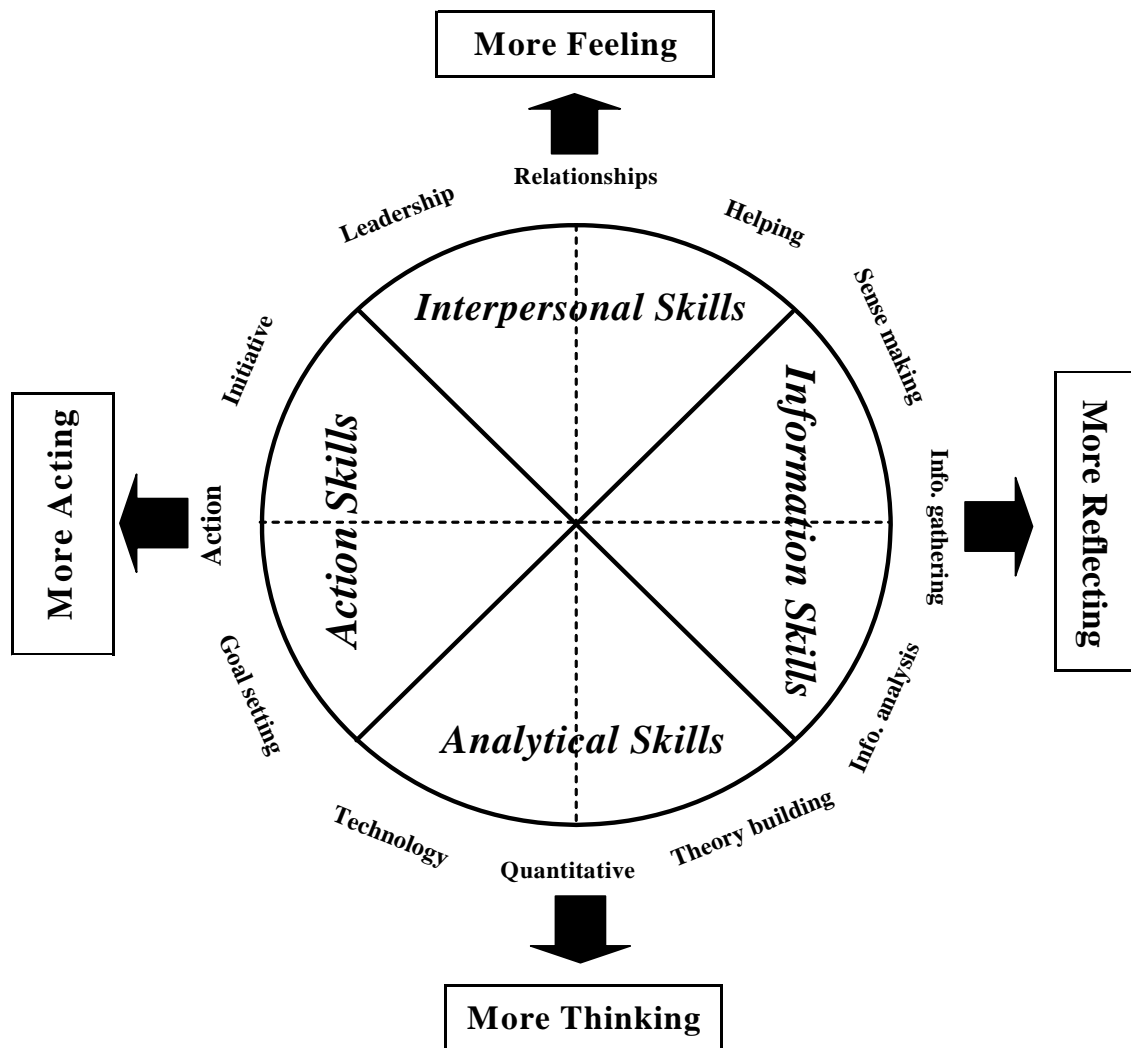 More Feeling
Relationships
Leadership
Helping
Interpersonal Skills
Sense making
Initiative
Information Skills
More Acting
Action
Action Skills
Info. gathering
More Reflecting
Goal setting
Info. analysis
Analytical Skills
Technology
Theory building
Quantitative
More Thinking